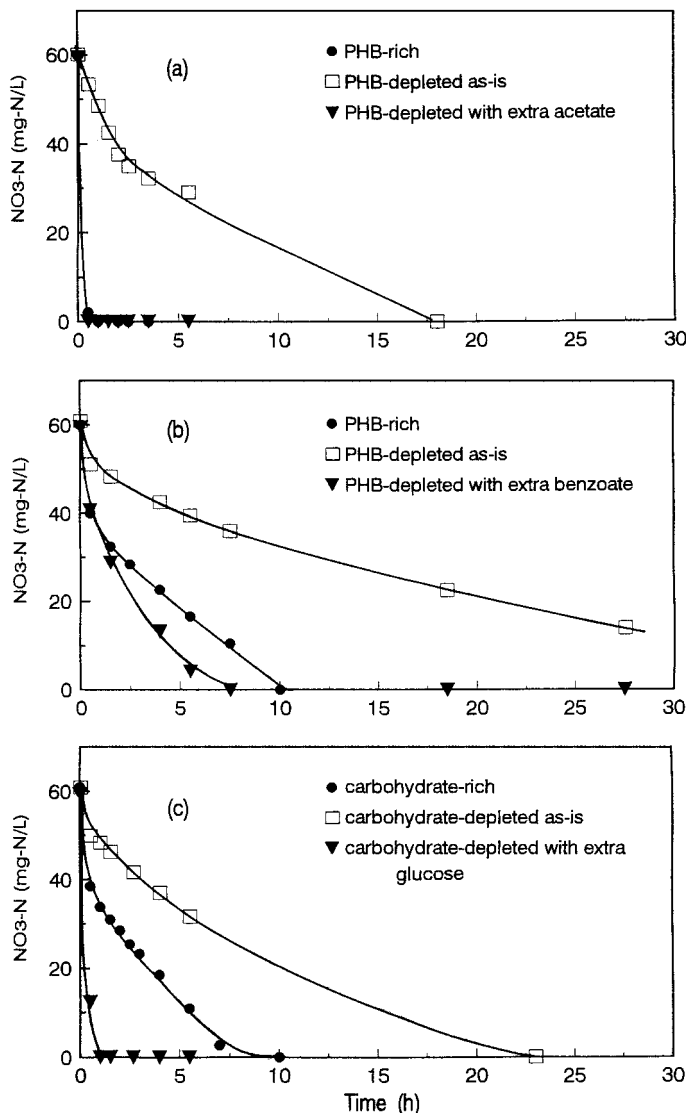 60
40
20
0
NO3-N (mg-N/L)
(a)
PHB-rich
PHB-depleted as-is
PHB-depleted with extra acetate
0 5 10 15 20 25 30
60
40
20
0
NO3-N (mg-N/L)
(b)
PHB-rich
PHB-depleted as-is
PHB-depleted with extra benzoate
0 5 10 15 20 25 30
60
40
20
0
NO3-N (mg-N/L)
(c)
carbohydrate-rich
carbohydrate-depleted as-is
carbohydrate-depleted with extra
glucose
0 5 10 15 20 25 30
Time (h)